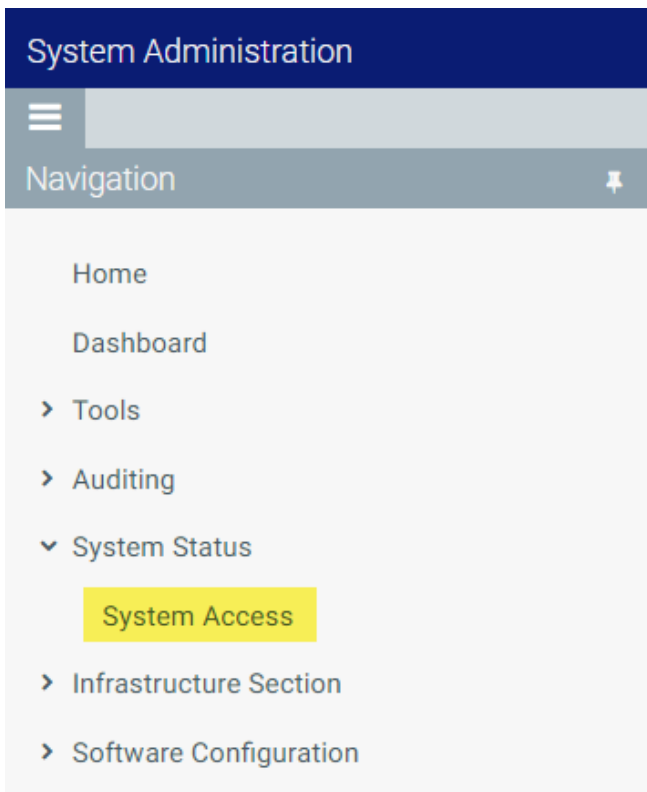 System Administration
Navigation
Home
Dashboard
Tools
Auditing
System Status
System Access
Infrastructure Section
Software Configuration